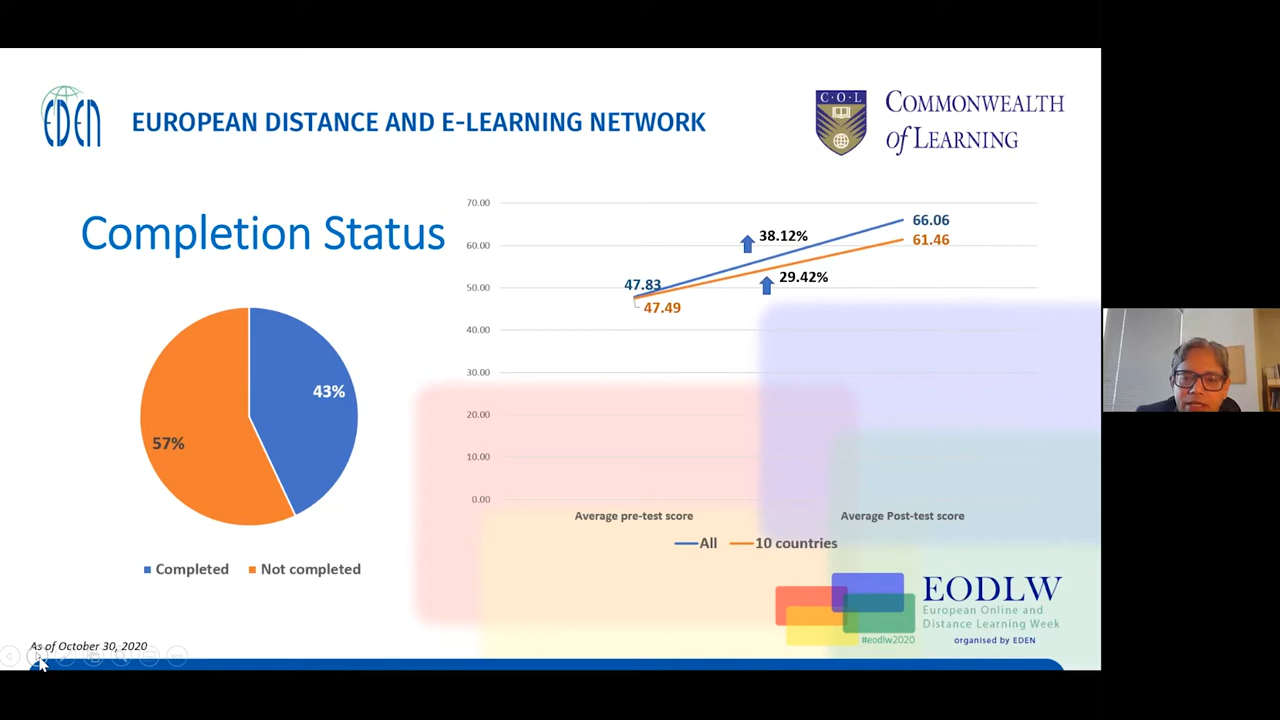 EDEN
EUROPEAN DISTANCE AND E-LEARNING NETWORK
C·O·L
COMMONWEALTH
of LEARNING
Completion Status
70.00
60.00
50.00
40.00
30.00
20.00
10.00
0.00
66.06
38.12%
61.46
47.83
29.42%
47.49
Average pre-test score
Average Post-test score
All
10 countries
43%
57%
Completed
Not completed
EODLW
European Online and
Distance Learning Week
#eodlw2020
organised by EDEN
As of October 30, 2020